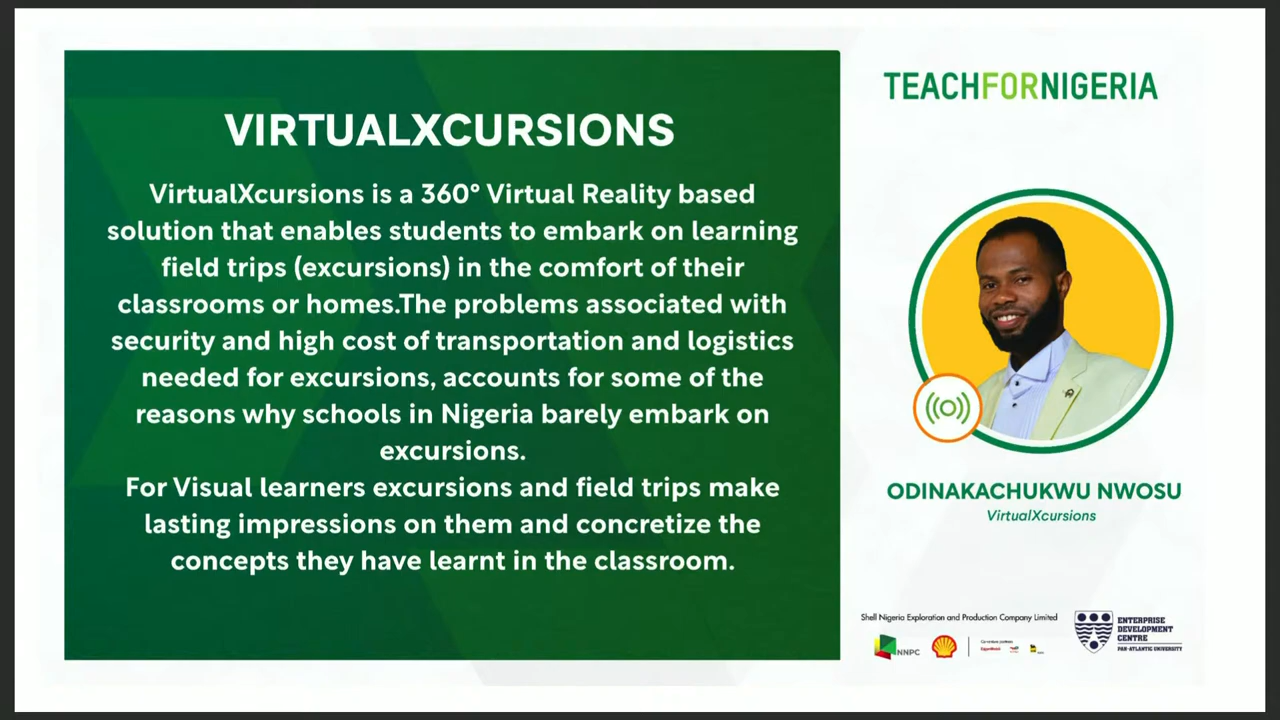 VIRTUALXCURSIONS
VirtualXcursions is a 360° Virtual Reality based
solution that enables students to embark on learning
field trips (excursions) in the comfort of their
classrooms or homes.The problems associated with
security and high cost of transportation and logistics
needed for excursions, accounts for some of the
reasons why schools in Nigeria barely embark on
excursions.
For Visual learners excursions and field trips make
lasting impressions on them and concretize the
concepts they have learnt in the classroom.
TEACHFORNIGERIA
ODINAKACHUKWU NWOSU
VirtualXcursions
Shell Nigeria Exploration and Production Company Limited
NNPC
ENTERPRISE
DEVELOPMENT
CENTRE
PAN-ATLANTIC UNIVERSITY